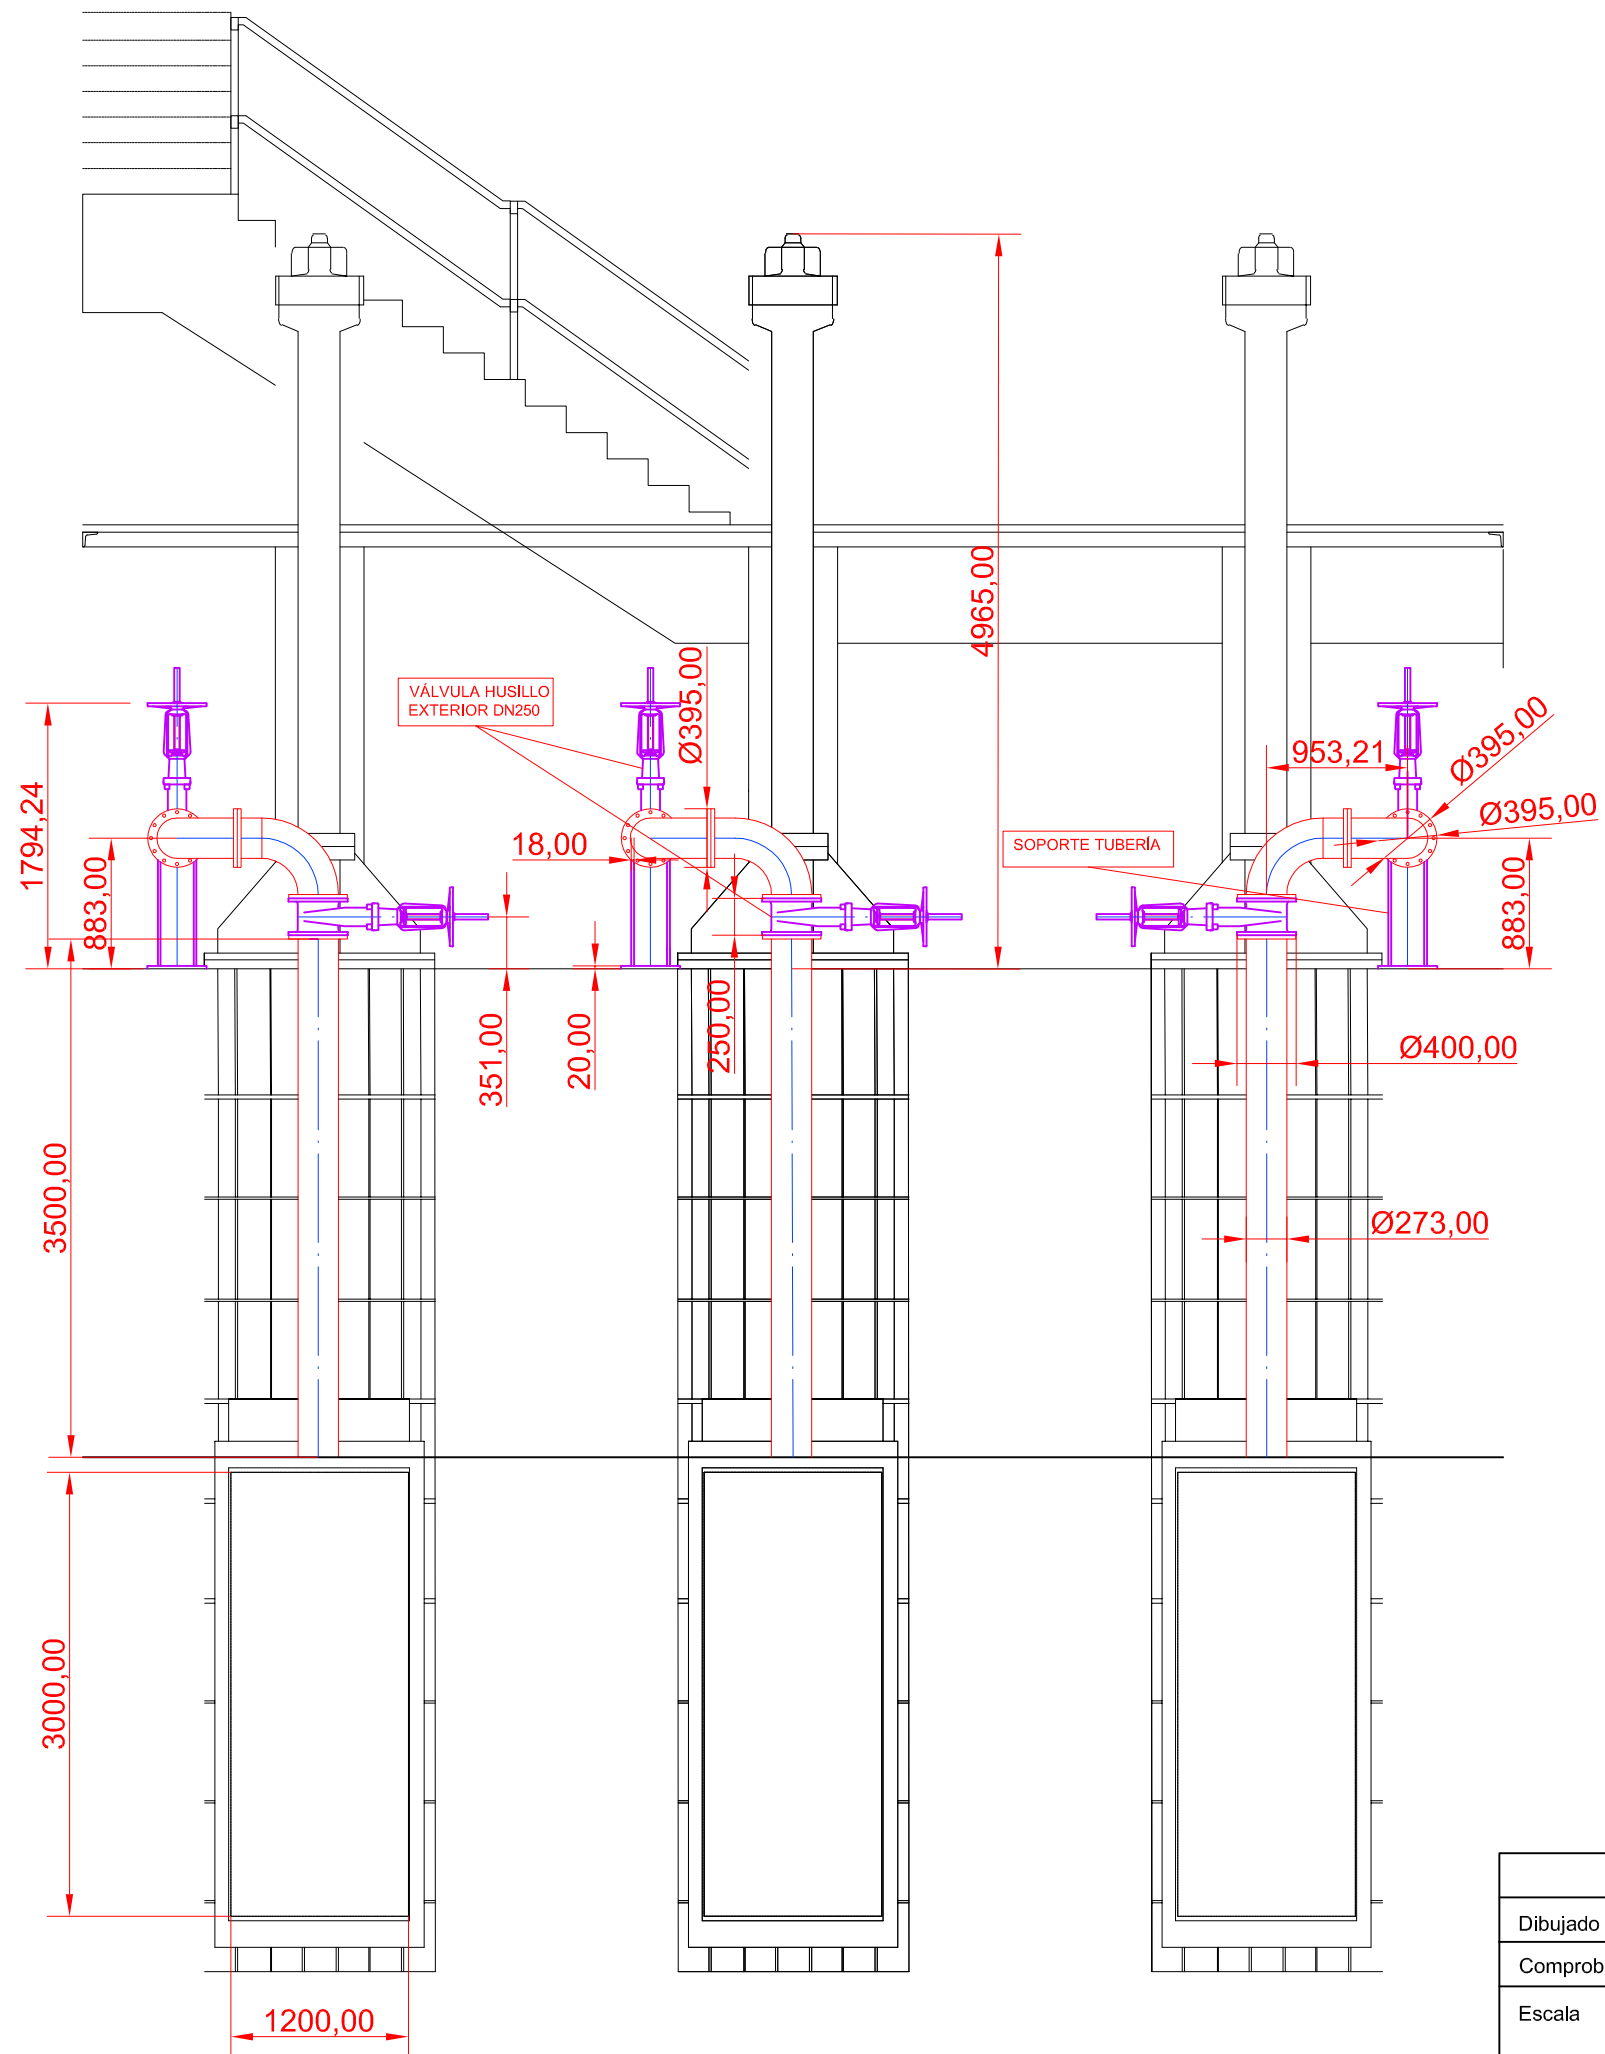 4965,00
VÁLVULA HUSILLO
EXTERIOR DN250
Ø395,00
953,21
Ø395,00
Ø395,00
1794,24
883,00
18,00
SOPORTE TUBERÍA
883,00
351,00
20,00
250,00
Ø400,00
3500,00
Ø273,00
3000,00
1200,00
Dibujado
Comprob
Escala